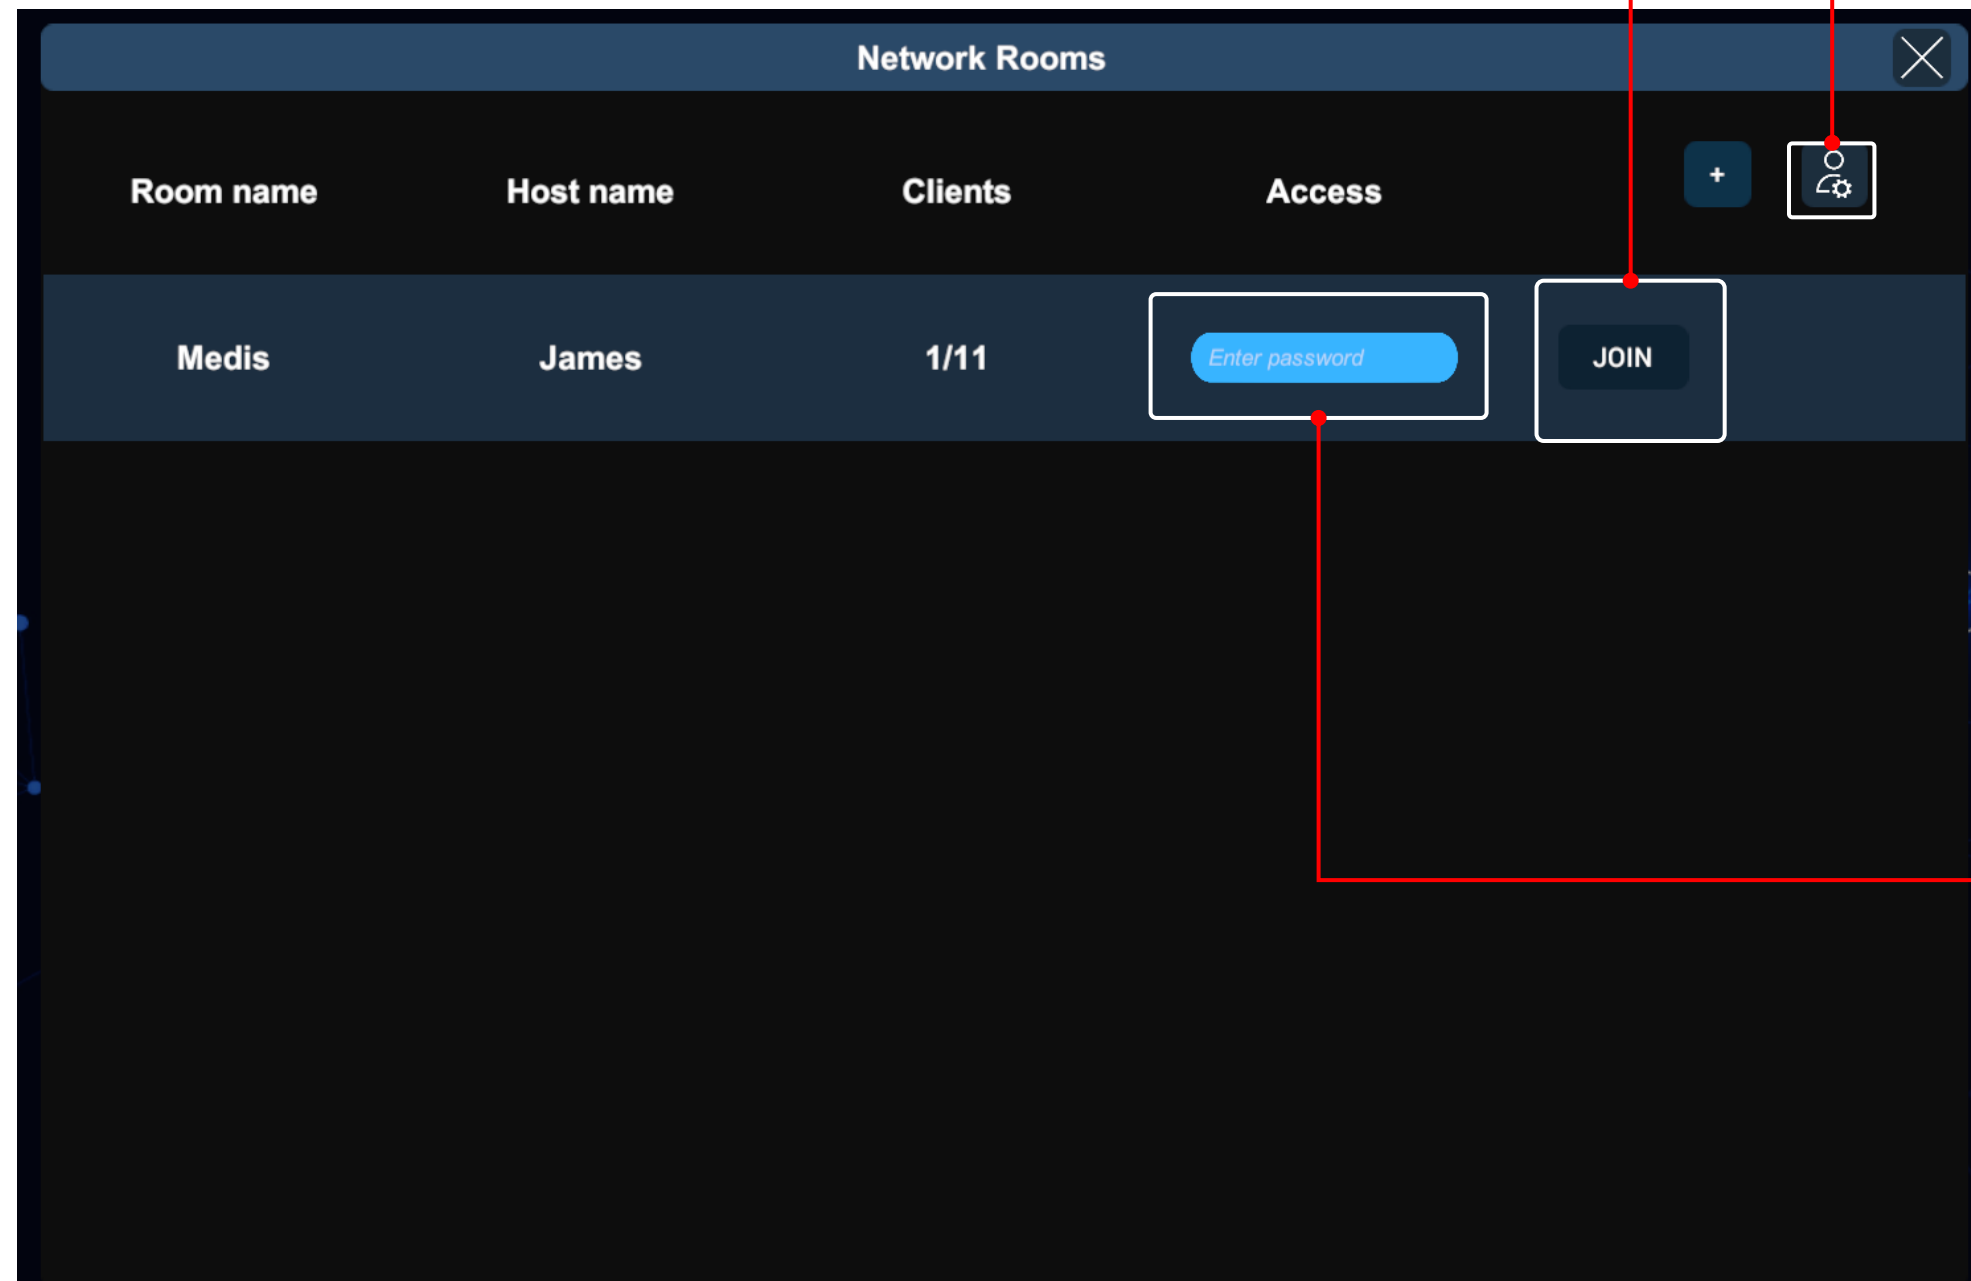 Network Rooms
Room name Host name Clients Access +
Medis James 1/11 Enter password JOIN